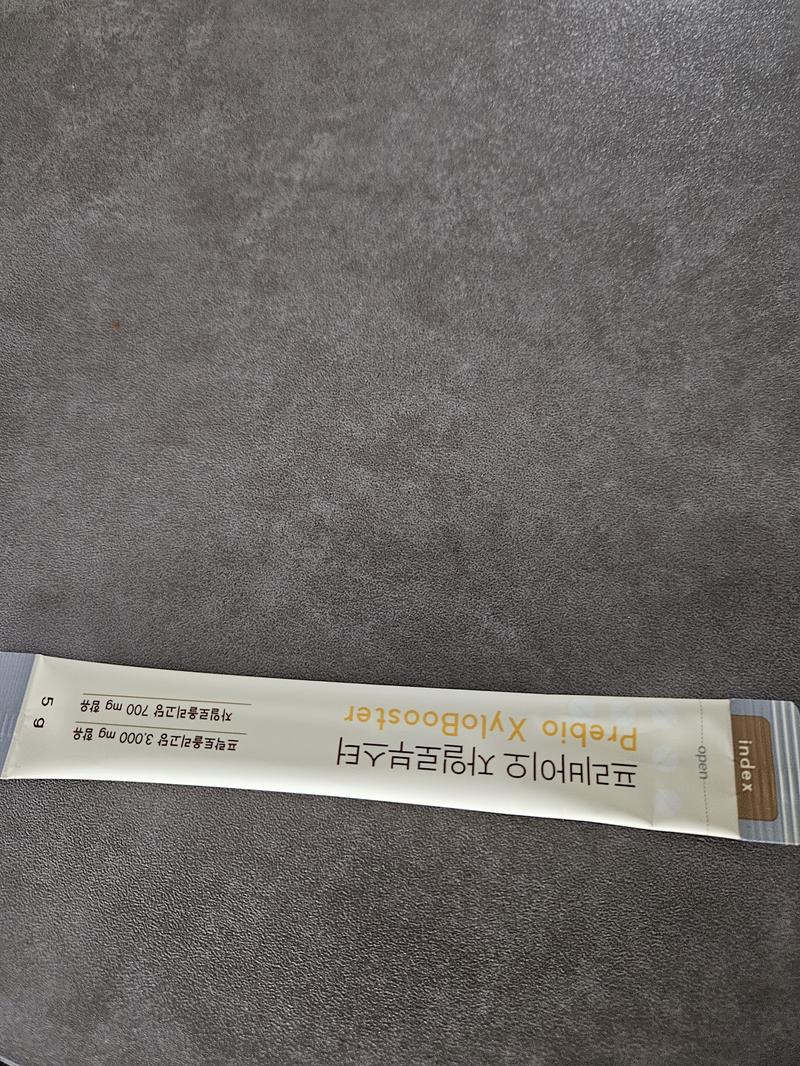 index
open
프리바이오 자일로부스터
Prebio XyloBooster
프락토올리고당 3,000 mg 함유
자일로올리고당 700 mg 함유
5 g